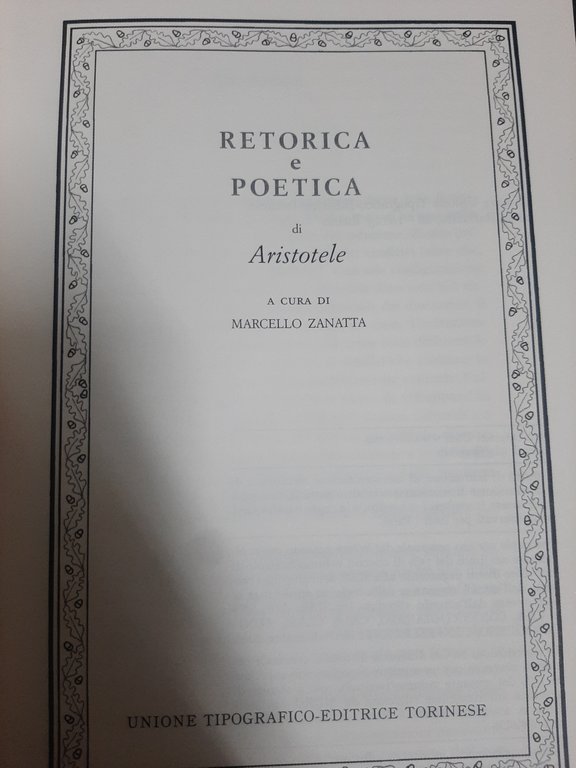 RETORICA
e
POETICA
di
Aristotele
A CURA DI
MARCELLO ZANATTA
UNIONE TIPOGRAFICO-EDITRICE TORINESE